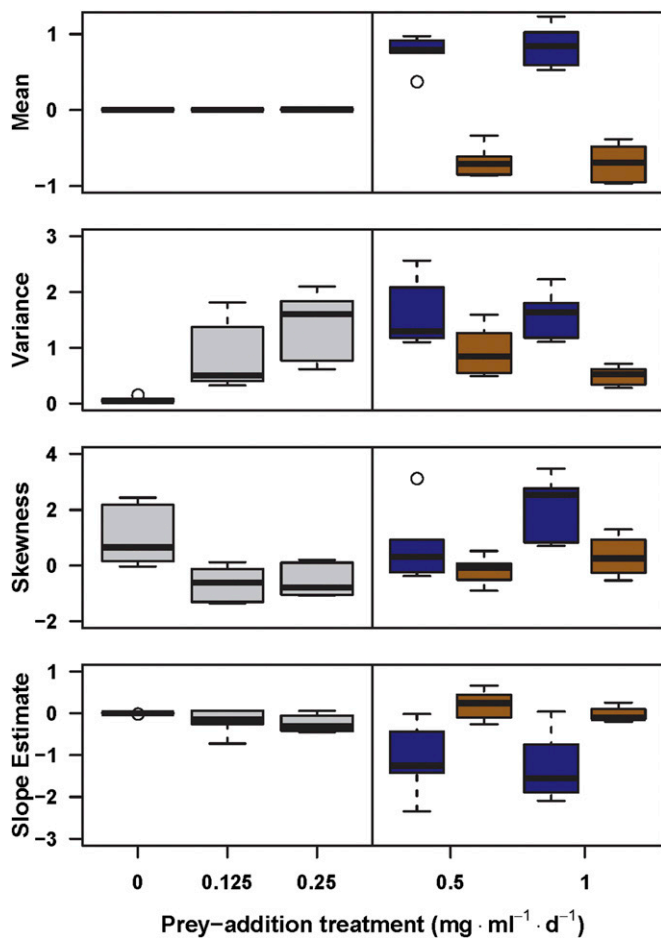 Mean
1
0
−1
Variance
3
2
1
0
Skewness
4
2
0
−2
Slope Estimate
1
0
−1
−2
−3
0 0.125 0.25 0.5 1
Prey−addition treatment (mg · ml⁻¹ · d⁻¹)